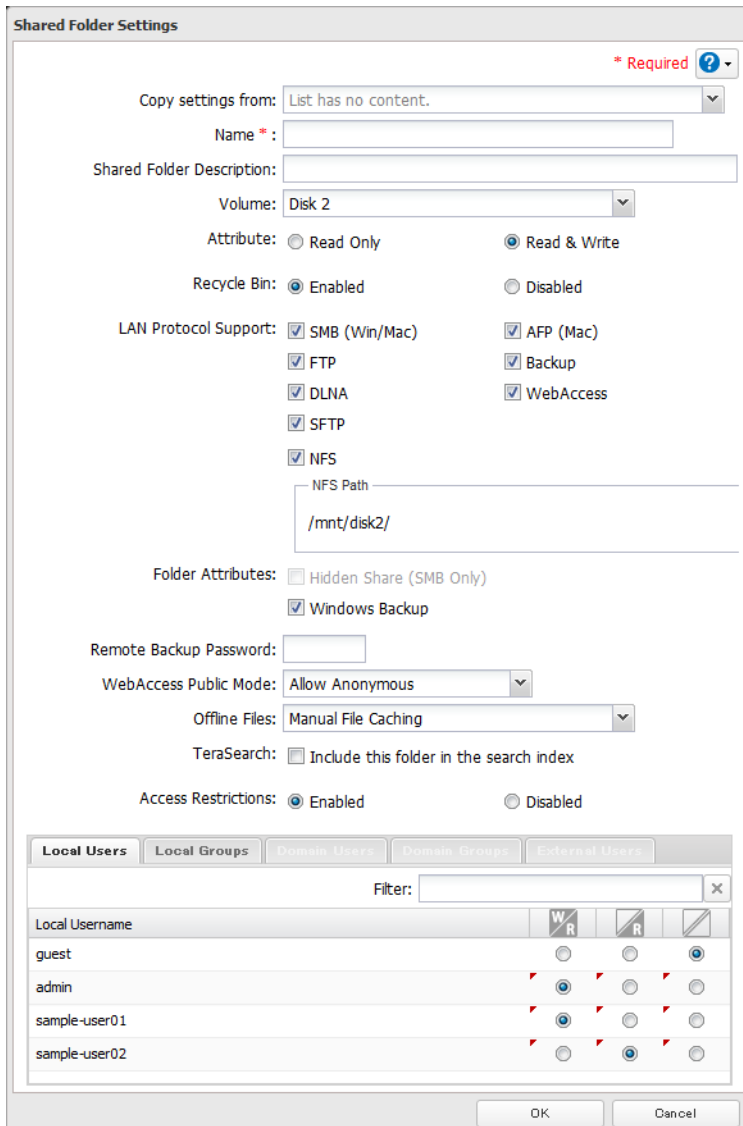 Shared Folder Settings
* Required ?
Copy settings from: List has no content.
Name * :
Shared Folder Description:
Volume: Disk 2
Attribute: Read Only Read & Write
Recycle Bin: Enabled Disabled
LAN Protocol Support: SMB (Win/Mac) AFP (Mac)
FTP Backup
DLNA WebAccess
SFTP
NFS
NFS Path
/mnt/disk2/
Folder Attributes: Hidden Share (SMB Only)
Windows Backup
Remote Backup Password:
WebAccess Public Mode: Allow Anonymous
Offline Files: Manual File Caching
TeraSearch: Include this folder in the search index
Access Restrictions: Enabled Disabled
Local Users Local Groups Domain Users Domain Groups External Users
Filter:
Local Username W/R /R
guest
admin
sample-user01
sample-user02
OK Cancel